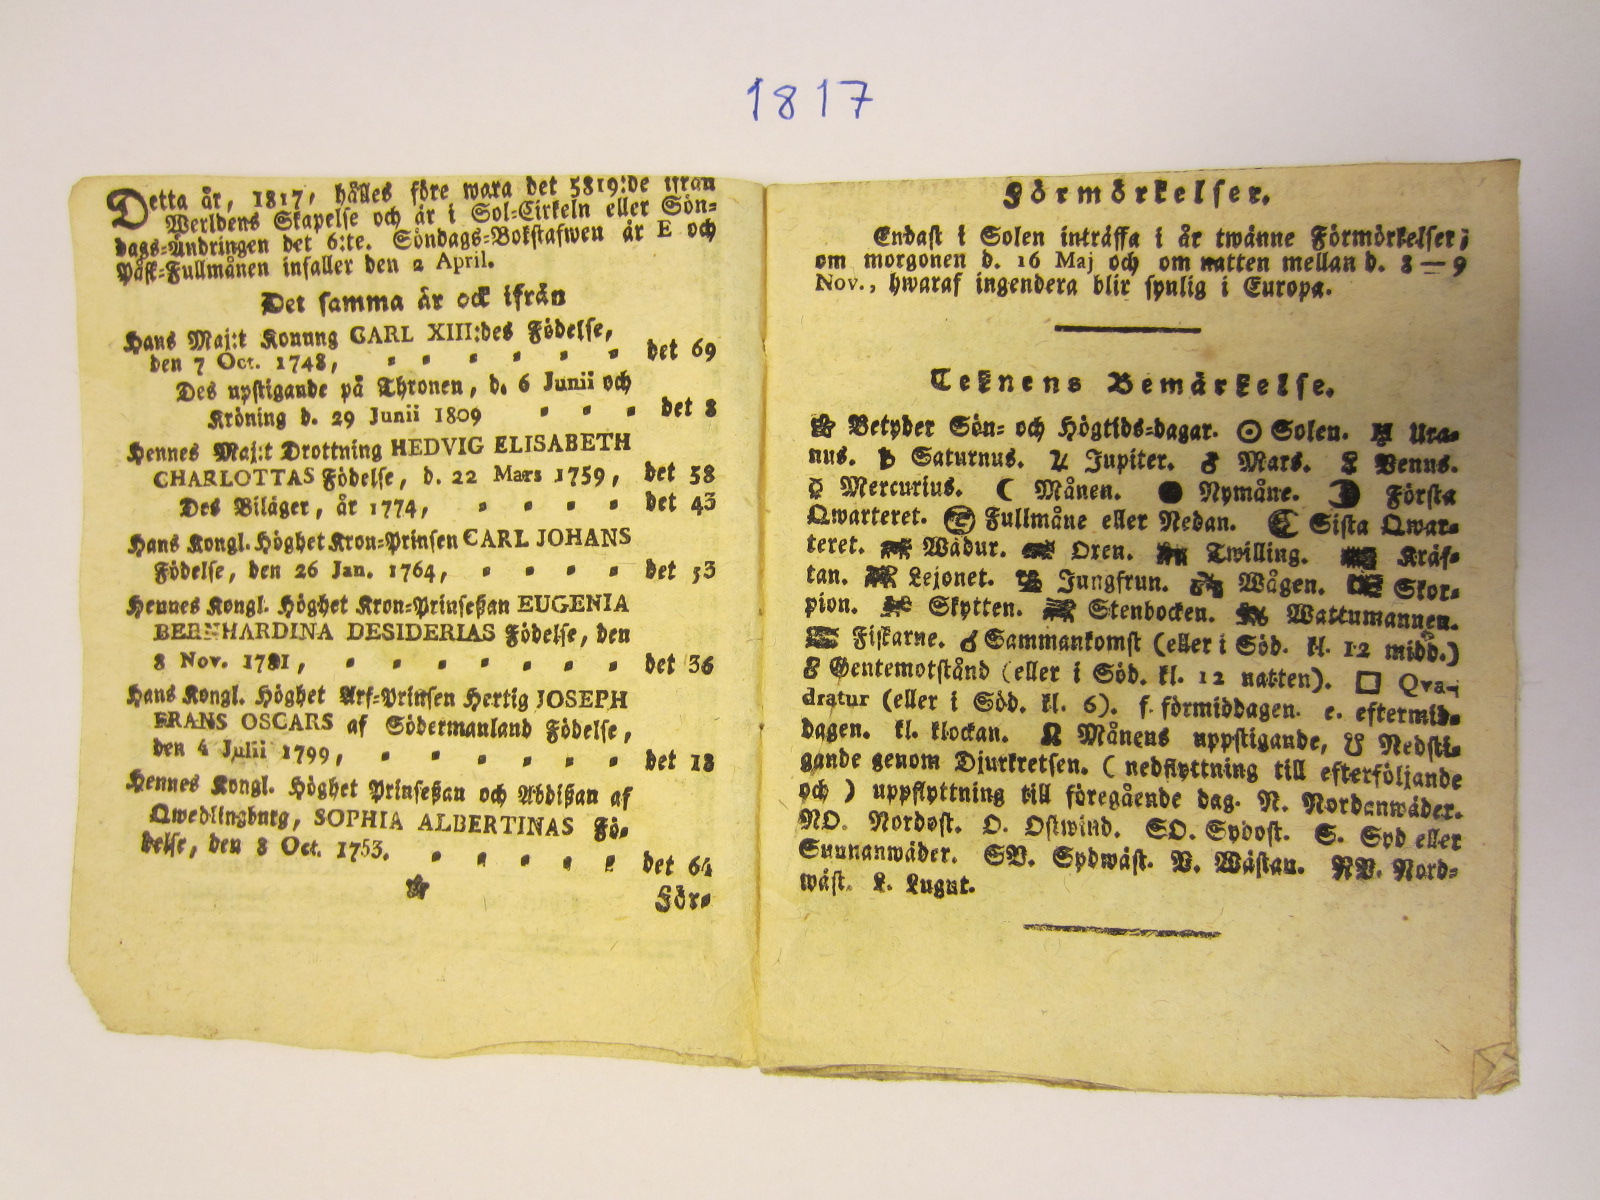 1817
Detta år, 1817, hålles före wara det 5819:de ifrån
Werldens Skapelse och är i Sol-Cirkeln eller Sön-
dags-Ändringen det 6:te. Söndags-Bokstafwen är E och
Påsk-Fullmånen infaller den 2 April.
Det samma är ock ifrån
Hans Maj:t Konung CARL XIII:des Födelse,
den 7 Oct. 1748, det 69
Des upstigande på Thronen, d. 6 Junii och
Kröning d. 29 Junii 1809 det 8
Hennes Maj:t Drottning HEDVIG ELISABETH
CHARLOTTAS Födelse, d. 22 Mars 1759, det 58
Des Biläger, år 1774, det 43
Hans Kongl. Höghet Kron-Prinsen CARL JOHANS
Födelse, den 26 Jan. 1764, det 53
Hennes Kongl. Höghet Kron-Prinseßan EUGENIA
BERNHARDINA DESIDERIAS Födelse, den
8 Nov. 1781, det 36
Hans Kongl. Höghet Arf-Prinsen Hertig JOSEPH
FRANS OSCARS af Södermanland Födelse,
den 4 Julii 1799, det 18
Hennes Kongl. Höghet Prinseßan och Abdißan af
Qwedlingburg, SOPHIA ALBERTINAS Fö-
delse, den 8 Oct. 1753. det 64
För-
Förmörkelser.
Endast i Solen inträffa i år twänne Förmörkelser;
om morgonen d. 16 Maj och om natten mellan d. 8—9
Nov., hwaraf ingendera blir synlig i Europa.
Teknens Bemärkelse.
Betyder Sön- och Högtids-dagar. ☉ Solen. ♅ Ura-
nus. ♄ Saturnus. ♃ Jupiter. ♂ Mars. ♀ Venus.
☿ Mercurius. ☾ Månen. ● Nymåne. Första
Qwarteret. Fullmåne eller Nedan. Sista Qwar-
teret. Wädur. Oxen. Twilling. Kräf-
tan. Lejonet. Jungfrun. Wågen. Skor-
pion. Skytten. Stenbocken. Wattumannen.
Fiskarne. ☌ Sammankomst (eller i Söd. kl. 12 midd.)
☍ Gentemotstånd (eller i Söd. kl. 12 natten). □ Qva-
dratur (eller i Söd. kl. 6). f. förmiddagen. e. eftermid-
dagen. kl. klockan. ☊ Månens uppstigande, ☋ Nedsti-
gande genom Djurkretsen. ( nedflyttning till efterföljande
och ) uppflyttning till föregående dag. N. Nordanwäder.
NO. Nordost. O. Ostwind. SO. Sydost. S. Syd eller
Sunnanwäder. SV. Sydwäst. V. Wästan. NV. Nord-
wäst. L. Lugnt.